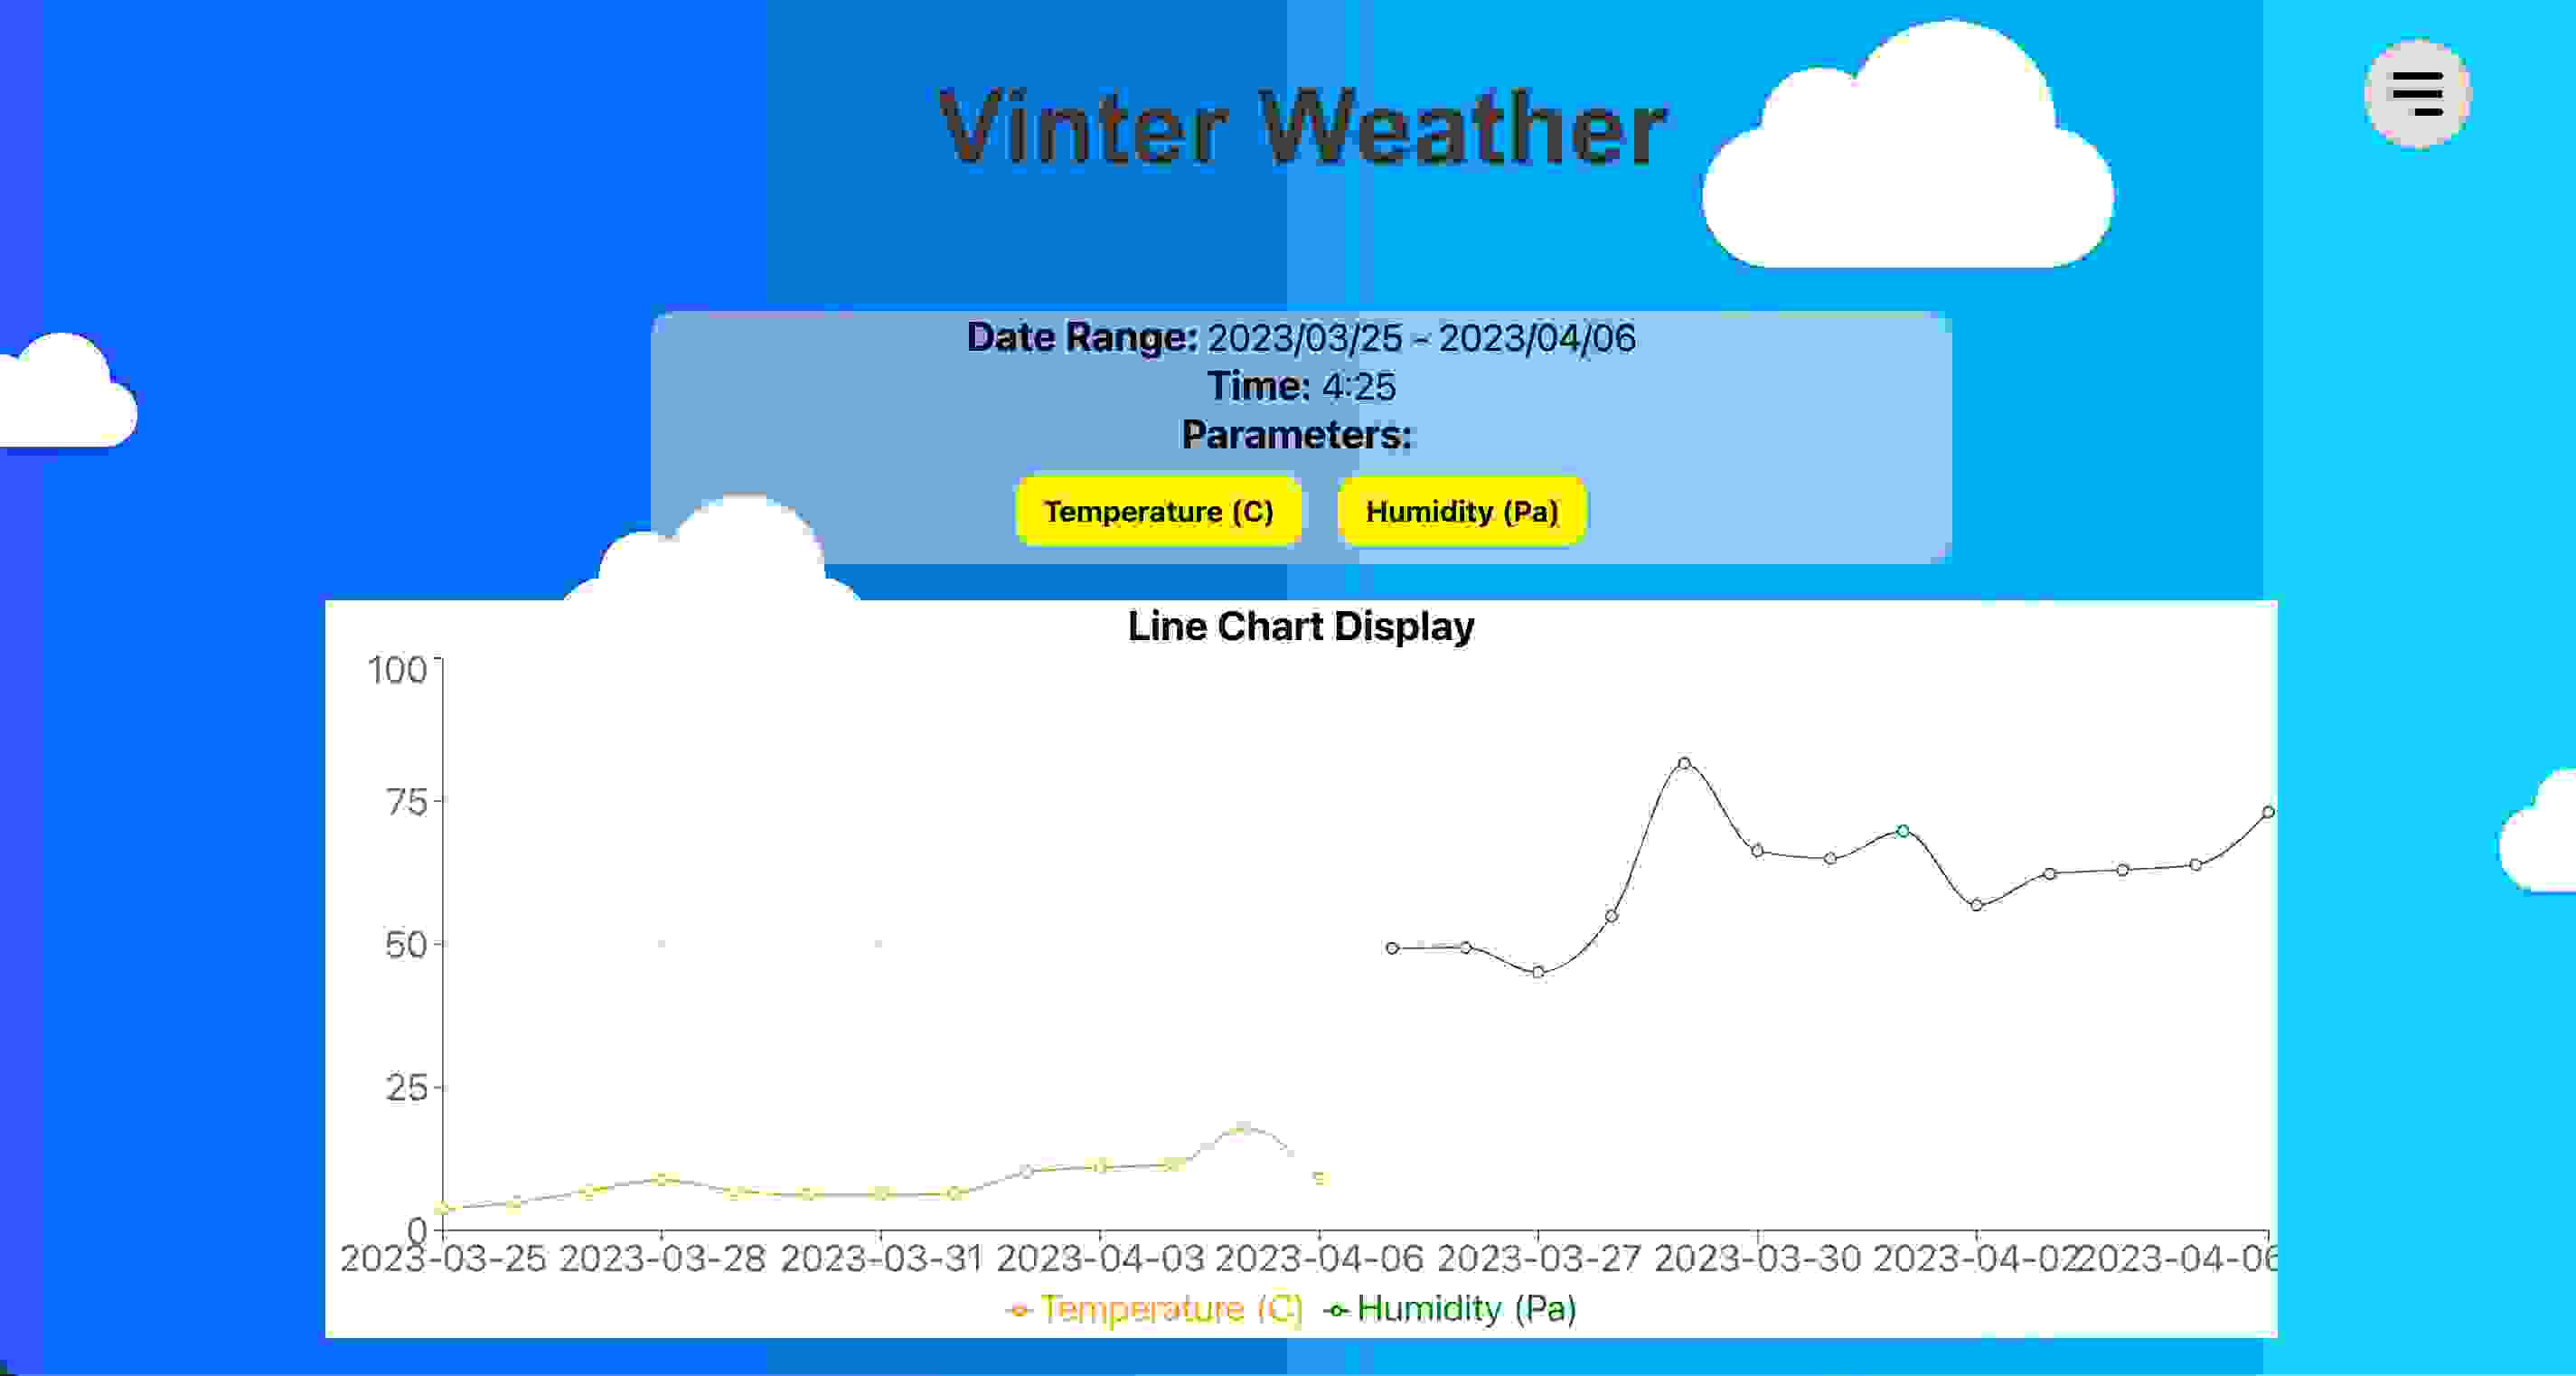 Vinter Weather
Date Range: 2023/03/25 - 2023/04/06
Time: 4:25
Parameters:
Temperature (C) Humidity (Pa)
Line Chart Display
100
75
50
25
0
2023-03-25 2023-03-28 2023-03-31 2023-04-03 2023-04-06 2023-03-27 2023-03-30 2023-04-02 2023-04-06
Temperature (C) Humidity (Pa)